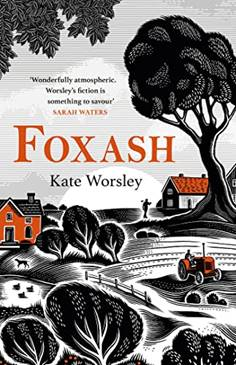 'Wonderfully atmospheric.
Worsley's fiction is
something to savour'
SARAH WATERS
FOXASH
Kate Worsley